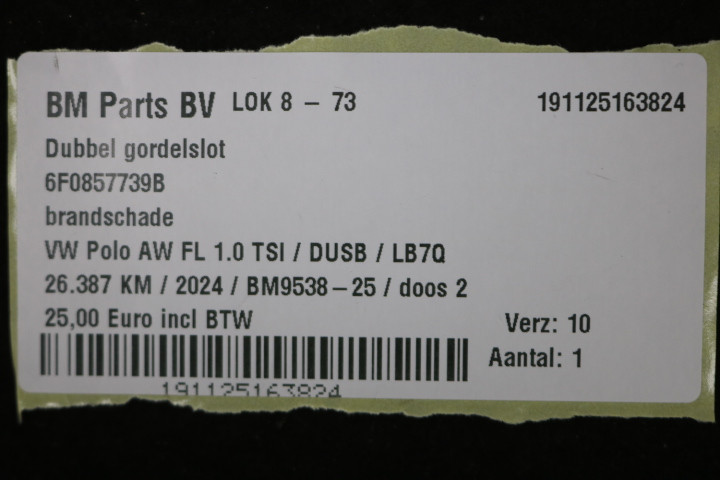 BM Parts BV LOK 8 – 73 191125163824
Dubbel gordelslot
6F0857739B
brandschade
VW Polo AW FL 1.0 TSI / DUSB / LB7Q
26.387 KM / 2024 / BM9538–25 / doos 2
25,00 Euro incl BTW Verz: 10
Aantal: 1
191125163824